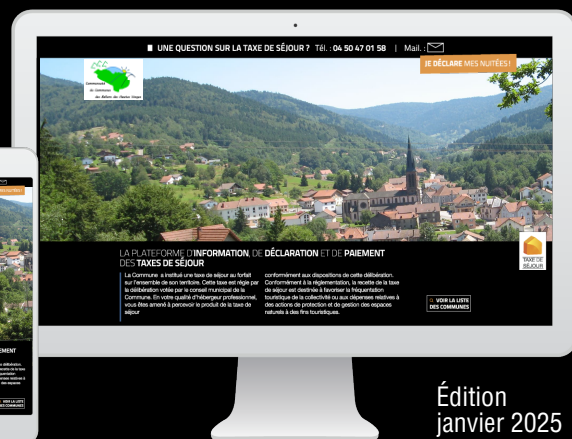 UNE QUESTION SUR LA TAXE DE SÉJOUR ? Tél. : 04 50 47 01 58 | Mail. :
JE DÉCLARE MES NUITÉES !
LA PLATEFORME D'INFORMATION, DE DÉCLARATION ET DE PAIEMENT
DES TAXES DE SÉJOUR
La Commune a institué une taxe de séjour au forfait
sur l'ensemble de son territoire. Cette taxe est régie par
la délibération votée par le conseil municipal de la
Commune. En votre qualité d'hébergeur professionnel,
vous êtes amené à percevoir le produit de la taxe de
séjour
conformément aux dispositions de cette délibération.
Conformément à la réglementation, la recette de la taxe
de séjour est destinée à favoriser la fréquentation
touristique de la collectivité ou aux dépenses relatives à
des actions de protection et de gestion des espaces
naturels à des fins touristiques.
TAXE DE
SÉJOUR
VOIR LA LISTE
DES COMMUNES
Édition
janvier 2025